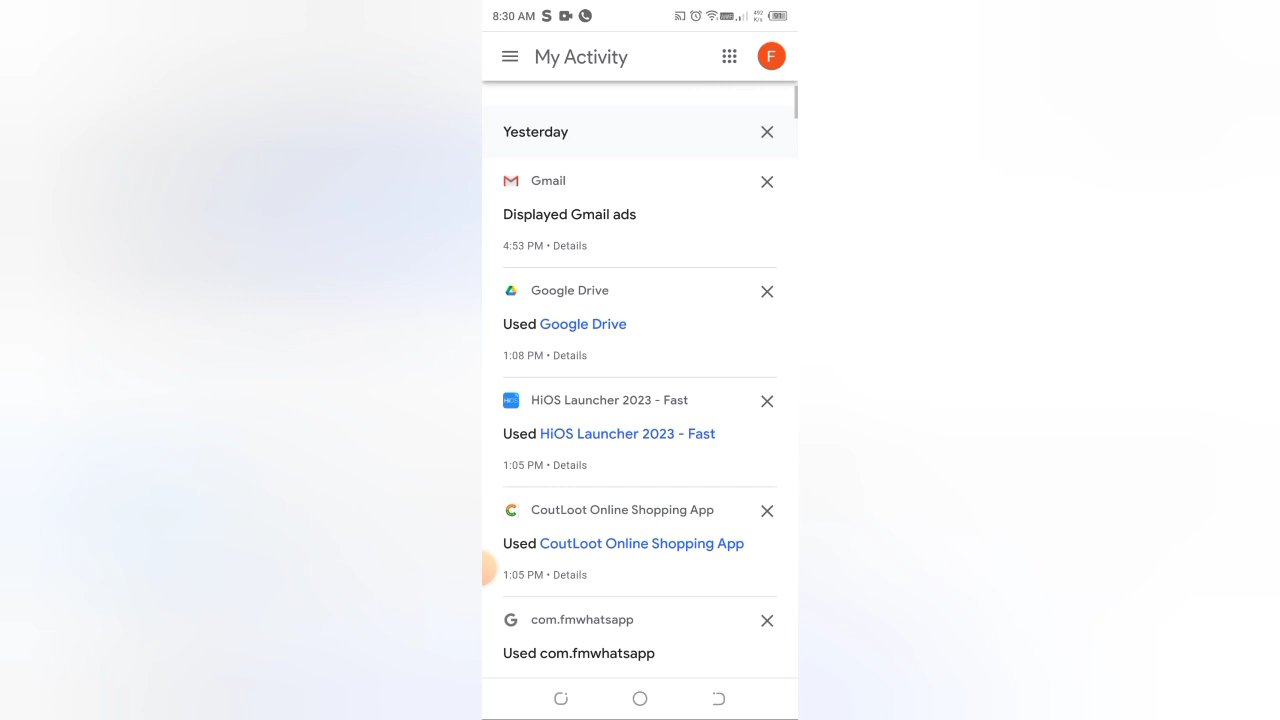 8:30 AM S 492 K/s 91
My Activity F
Yesterday
Gmail
Displayed Gmail ads
4:53 PM • Details
Google Drive
Used Google Drive
1:08 PM • Details
HiOS Launcher 2023 - Fast
Used HiOS Launcher 2023 - Fast
1:05 PM • Details
CoutLoot Online Shopping App
Used CoutLoot Online Shopping App
1:05 PM • Details
com.fmwhatsapp
Used com.fmwhatsapp